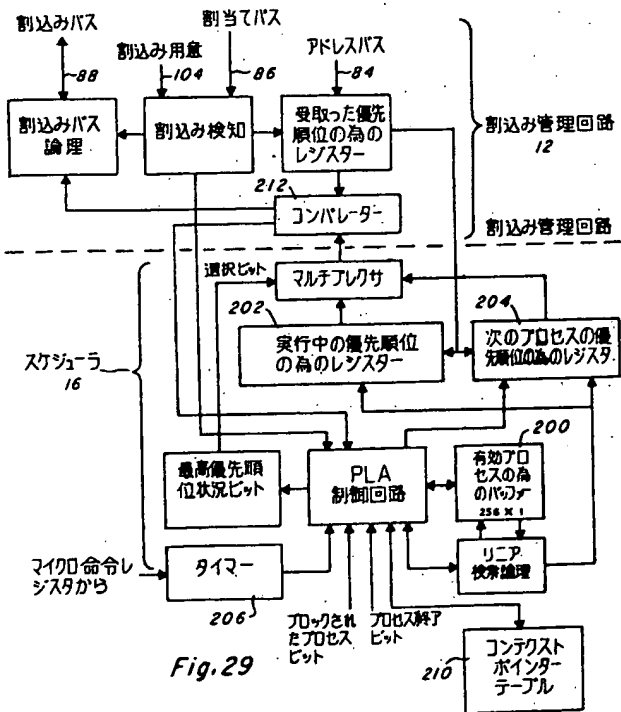 割込みバス
88
割込み用意
104
割当てバス
86
アドレスバス
84
割込みバス
論理
割込み検知
受取った優先
順位の為の
レジスター
割込み管理回路
12
212
コンパレーター
割込み管理回路
選択ビット
マルチプレクサ
202
204
スケジューラ
16
実行中の優先順位
の為のレジスター
次のプロセスの優
先順位の為のレジスタ
最高優先順
位状況ビット
PLA
制御回路
200
有効プロ
セスの為
のバッファ
256×1
マイクロ命令レ
ジスタから
タイマー
206
リニア
検索論理
ブロックされ
たプロセス
ビット
プロセス終了
ビット
210
コンテクスト
ポインター
テーブル
Fig.29